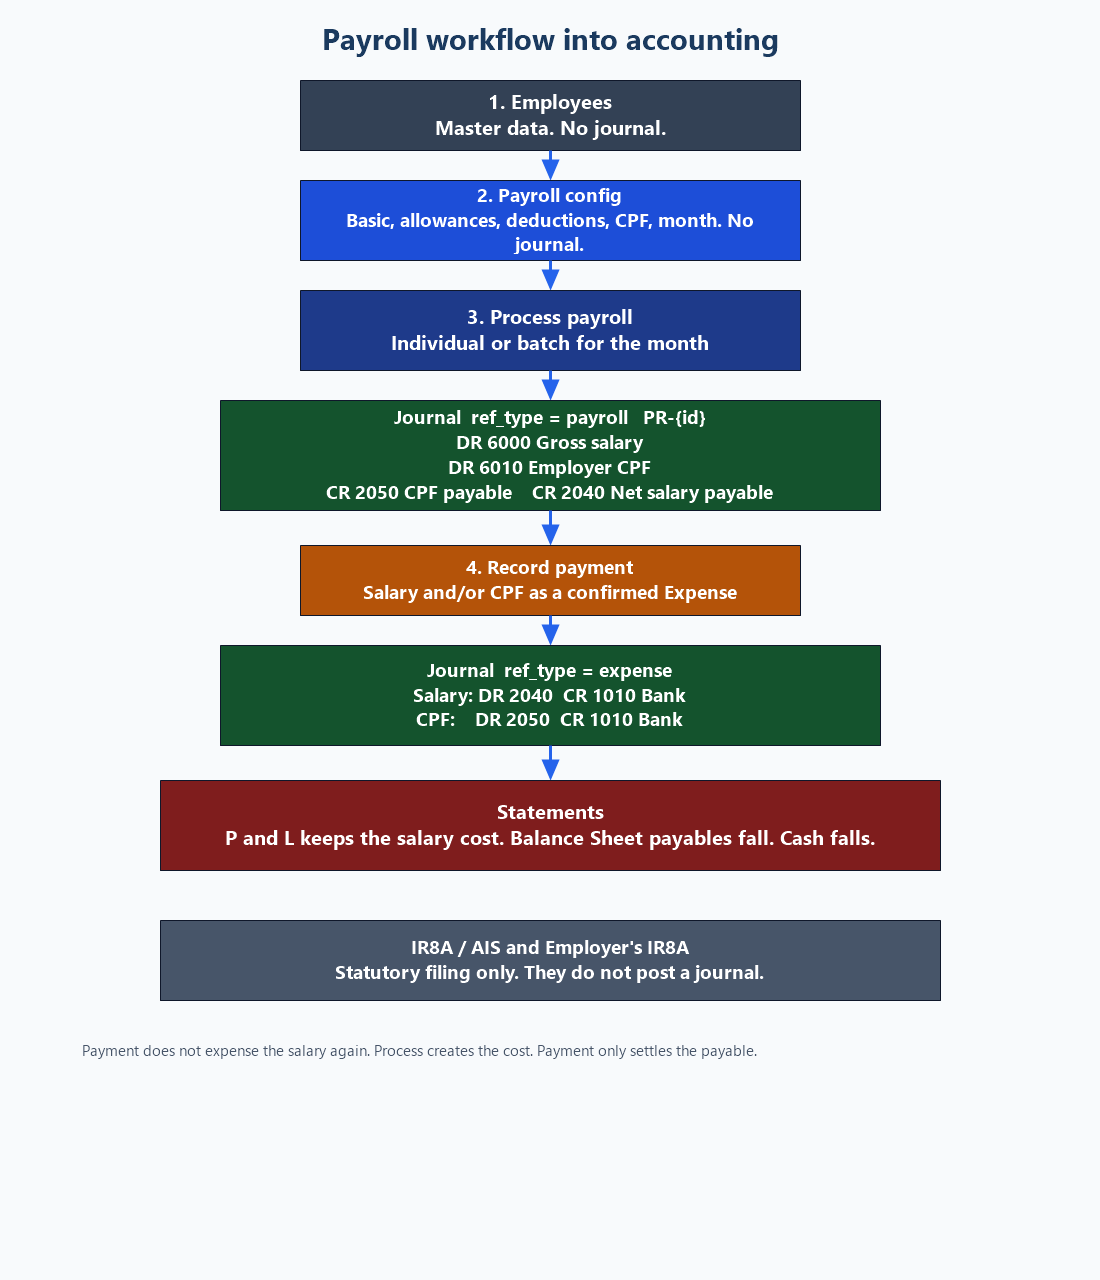 Payroll workflow into accounting
1. Employees
Master data. No journal.
2. Payroll config
Basic, allowances, deductions, CPF, month. No
journal.
3. Process payroll
Individual or batch for the month
Journal  ref_type = payroll   PR-{id}
DR 6000 Gross salary
DR 6010 Employer CPF
CR 2050 CPF payable    CR 2040 Net salary payable
4. Record payment
Salary and/or CPF as a confirmed Expense
Journal  ref_type = expense
Salary: DR 2040  CR 1010 Bank
CPF:    DR 2050  CR 1010 Bank
Statements
P and L keeps the salary cost. Balance Sheet payables fall. Cash falls.
IR8A / AIS and Employer's IR8A
Statutory filing only. They do not post a journal.
Payment does not expense the salary again. Process creates the cost. Payment only settles the payable.